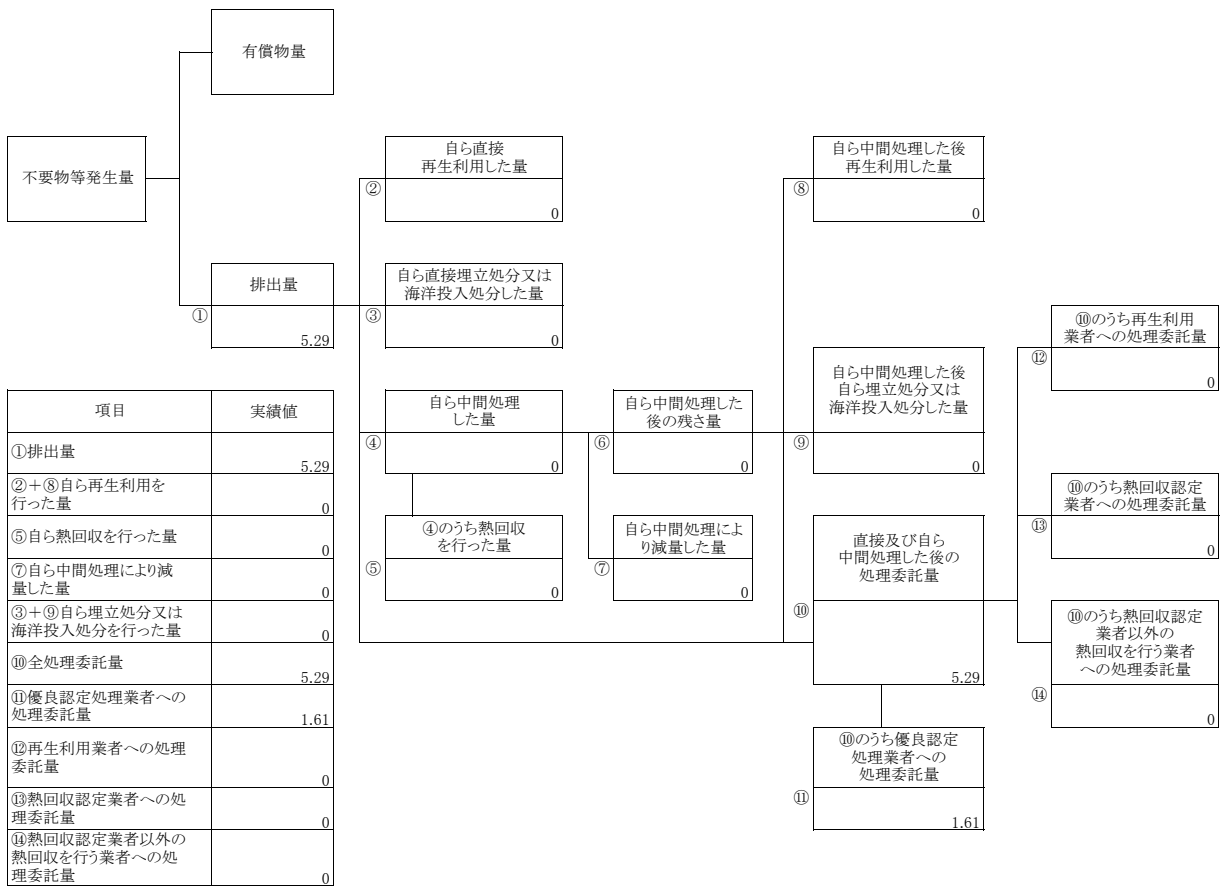 有償物量
不要物等発生量
自ら直接
再生利用した量
②
0
自ら中間処理した後
再生利用した量
⑧
0
排出量
①
5.29
自ら直接埋立処分又は
海洋投入処分した量
③
0
⑩のうち再生利用
業者への処理委託量
⑫
0
自ら中間処理
した量
④
0
自ら中間処理した
後の残さ量
⑥
0
自ら中間処理した後
自ら埋立処分又は
海洋投入処分した量
⑨
0
⑩のうち熱回収認定
業者への処理委託量
⑬
0
④のうち熱回収
を行った量
⑤
0
自ら中間処理によ
り減量した量
⑦
0
直接及び自ら
中間処理した後の
処理委託量
⑩
5.29
⑩のうち熱回収認定
業者以外の
熱回収を行う業者
への処理委託量
⑭
0
⑩のうち優良認定
処理業者への
処理委託量
⑪
1.61
項目 実績値
①排出量
5.29
②＋⑧自ら再生利用を
行った量
0
⑤自ら熱回収を行った量
0
⑦自ら中間処理により減
量した量
0
③＋⑨自ら埋立処分又は
海洋投入処分を行った量
0
⑩全処理委託量
5.29
⑪優良認定処理業者への
処理委託量
1.61
⑫再生利用業者への処理
委託量
0
⑬熱回収認定業者への処
理委託量
0
⑭熱回収認定業者以外の
熱回収を行う業者への処
理委託量
0